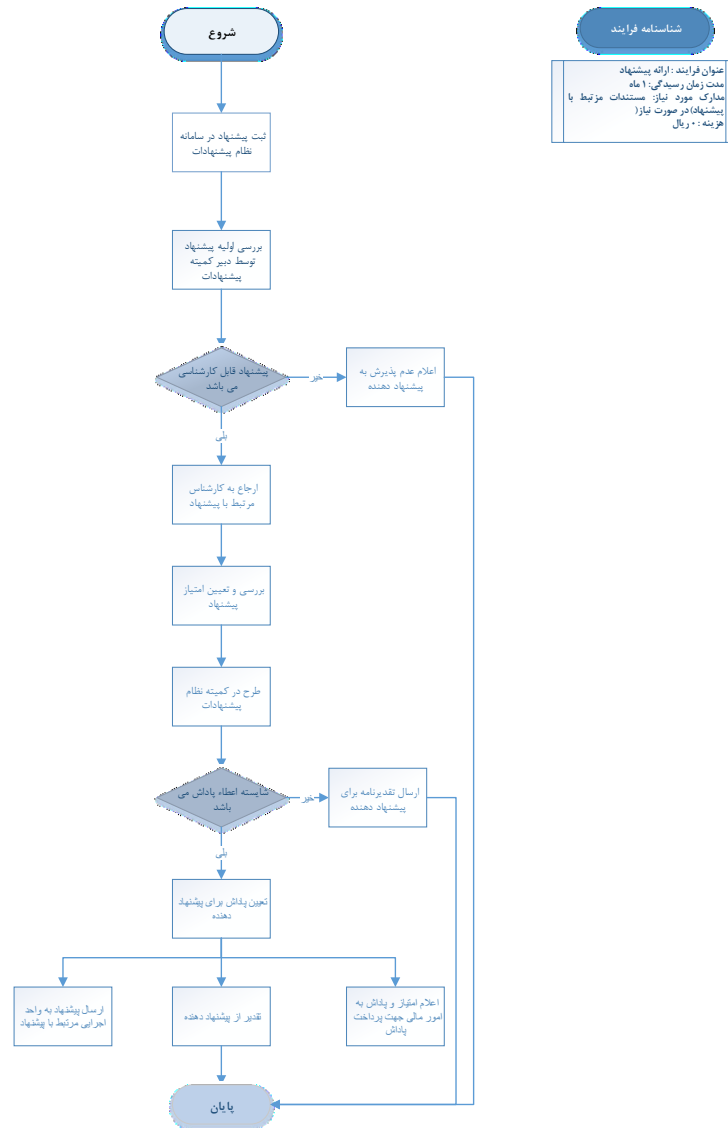 شروع
شناسنامه فرایند
عنوان فرایند : ارائه پیشنهاد
مدت زمان رسیدگی: ۱ ماه
مدارک مورد نیاز: مستندات مرتبط با
پیشنهاد)در صورت نیاز(
هزینه : ۰ ریال
ثبت پیشنهاد در سامانه
نظام پیشنهادات
بررسی اولیه پیشنهاد
توسط دبیر کمیته
پیشنهادات
پیشنهاد قابل کارشناسی
می باشد
خیر
اعلام عدم پذیرش به
پیشنهاد دهنده
بلی
ارجاع به کارشناس
مرتبط با پیشنهاد
بررسی و تعیین امتیاز
پیشنهاد
طرح در کمیته نظام
پیشنهادات
شایسته اعطاء پاداش می
باشد
خیر
ارسال تقدیرنامه برای
پیشنهاد دهنده
بلی
تعیین پاداش برای پیشنهاد
دهنده
اعلام امتیاز و پاداش به
امور مالی جهت پرداخت
پاداش
تقدیر از پیشنهاد دهنده
ارسال پیشنهاد به واحد
اجرایی مرتبط با پیشنهاد
پایان